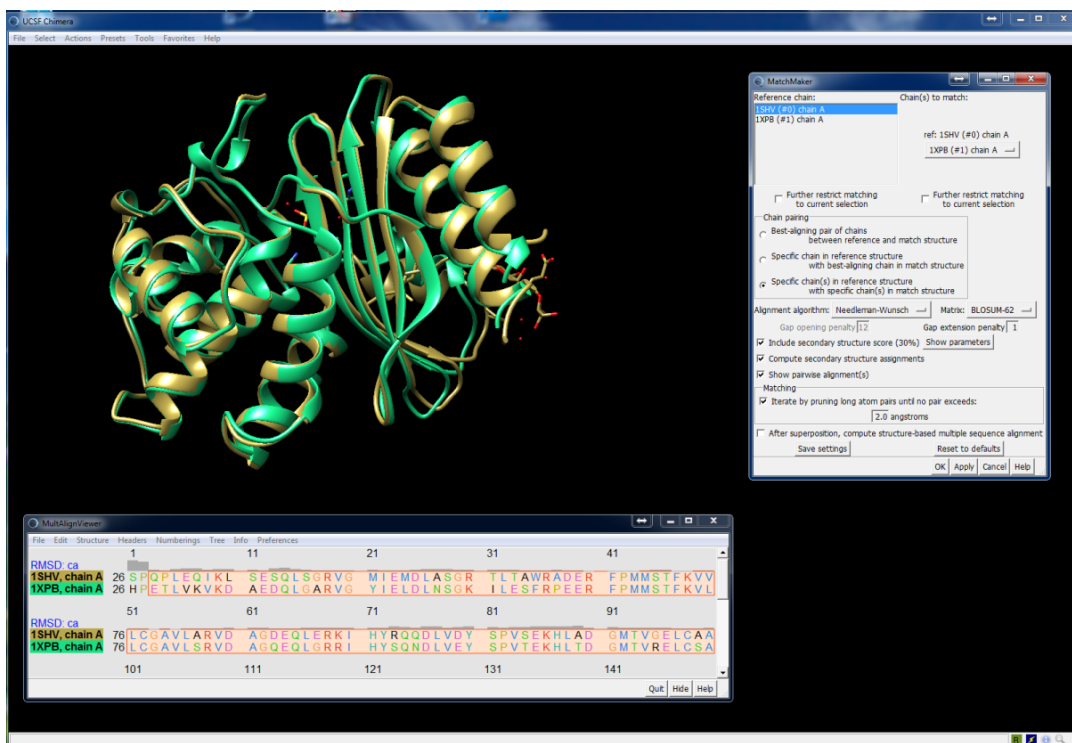 UCSF Chimera
File Select Actions Presets Tools Favorites Help
MatchMaker
Reference chain: Chain(s) to match:
1SHV (#0) chain A
1XPB (#1) chain A
ref: 1SHV (#0) chain A
1XPB (#1) chain A
Further restrict matching to current selection
Further restrict matching to current selection
Chain pairing
Best-aligning pair of chains
between reference and match structure
Specific chain in reference structure
with best-aligning chain in match structure
Specific chain(s) in reference structure
with specific chain(s) in match structure
Alignment algorithm: Needleman-Wunsch Matrix: BLOSUM-62
Gap opening penalty 12 Gap extension penalty 1
Include secondary structure score (30%) Show parameters
Compute secondary structure assignments
Show pairwise alignment(s)
Matching
Iterate by pruning long atom pairs until no pair exceeds:
2.0 angstroms
After superposition, compute structure-based multiple sequence alignment
Save settings Reset to defaults
OK Apply Cancel Help
MultAlignViewer
File Edit Structure Headers Numberings Tree Info Preferences
1 11 21 31 41
RMSD: ca
1SHV, chain A 26 SPQPLEQIKL SESQLSGRVG MIEMDLASGR TLTAWRADER FPMMSTFKVV
1XPB, chain A 26 HPETLVKVKD AEDQLGARVG YIELDLNSGK ILESFRPEER FPMMSTFKVL
51 61 71 81 91
RMSD: ca
1SHV, chain A 76 LCGAVLARVD AGDEQLERKI HYRQQDLVDY SPVSEKHLAD GMTVGELCAA
1XPB, chain A 76 LCGAVLSRVD AGQEQLGRRI HYSQNDLVEY SPVTEKHLTD GMTVRELCSA
101 111 121 131 141
Quit Hide Help